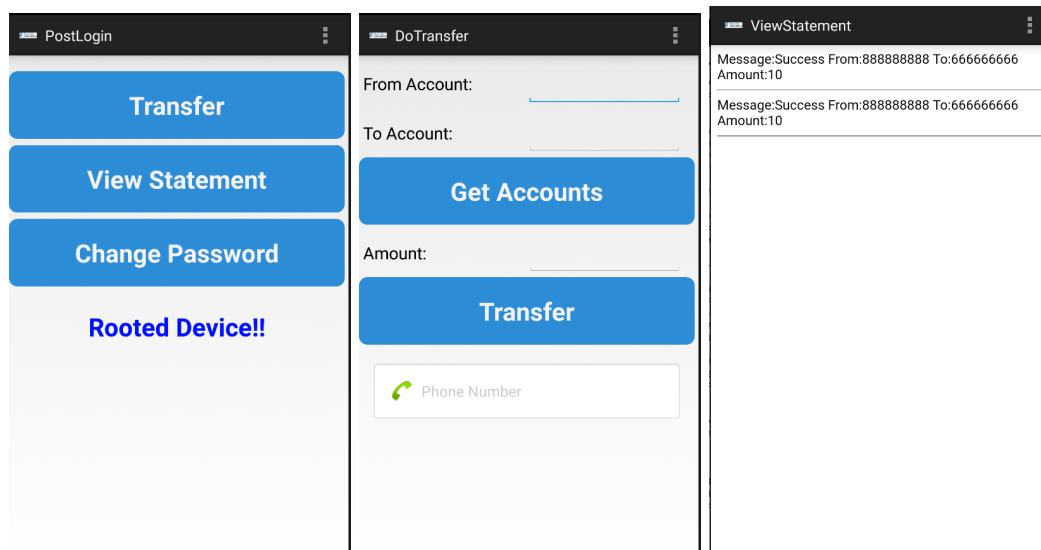 PostLogin
Transfer
View Statement
Change Password
Rooted Device!!
DoTransfer
From Account:
To Account:
Get Accounts
Amount:
Transfer
Phone Number
ViewStatement
Message:Success From:888888888 To:666666666
Amount:10
Message:Success From:888888888 To:666666666
Amount:10